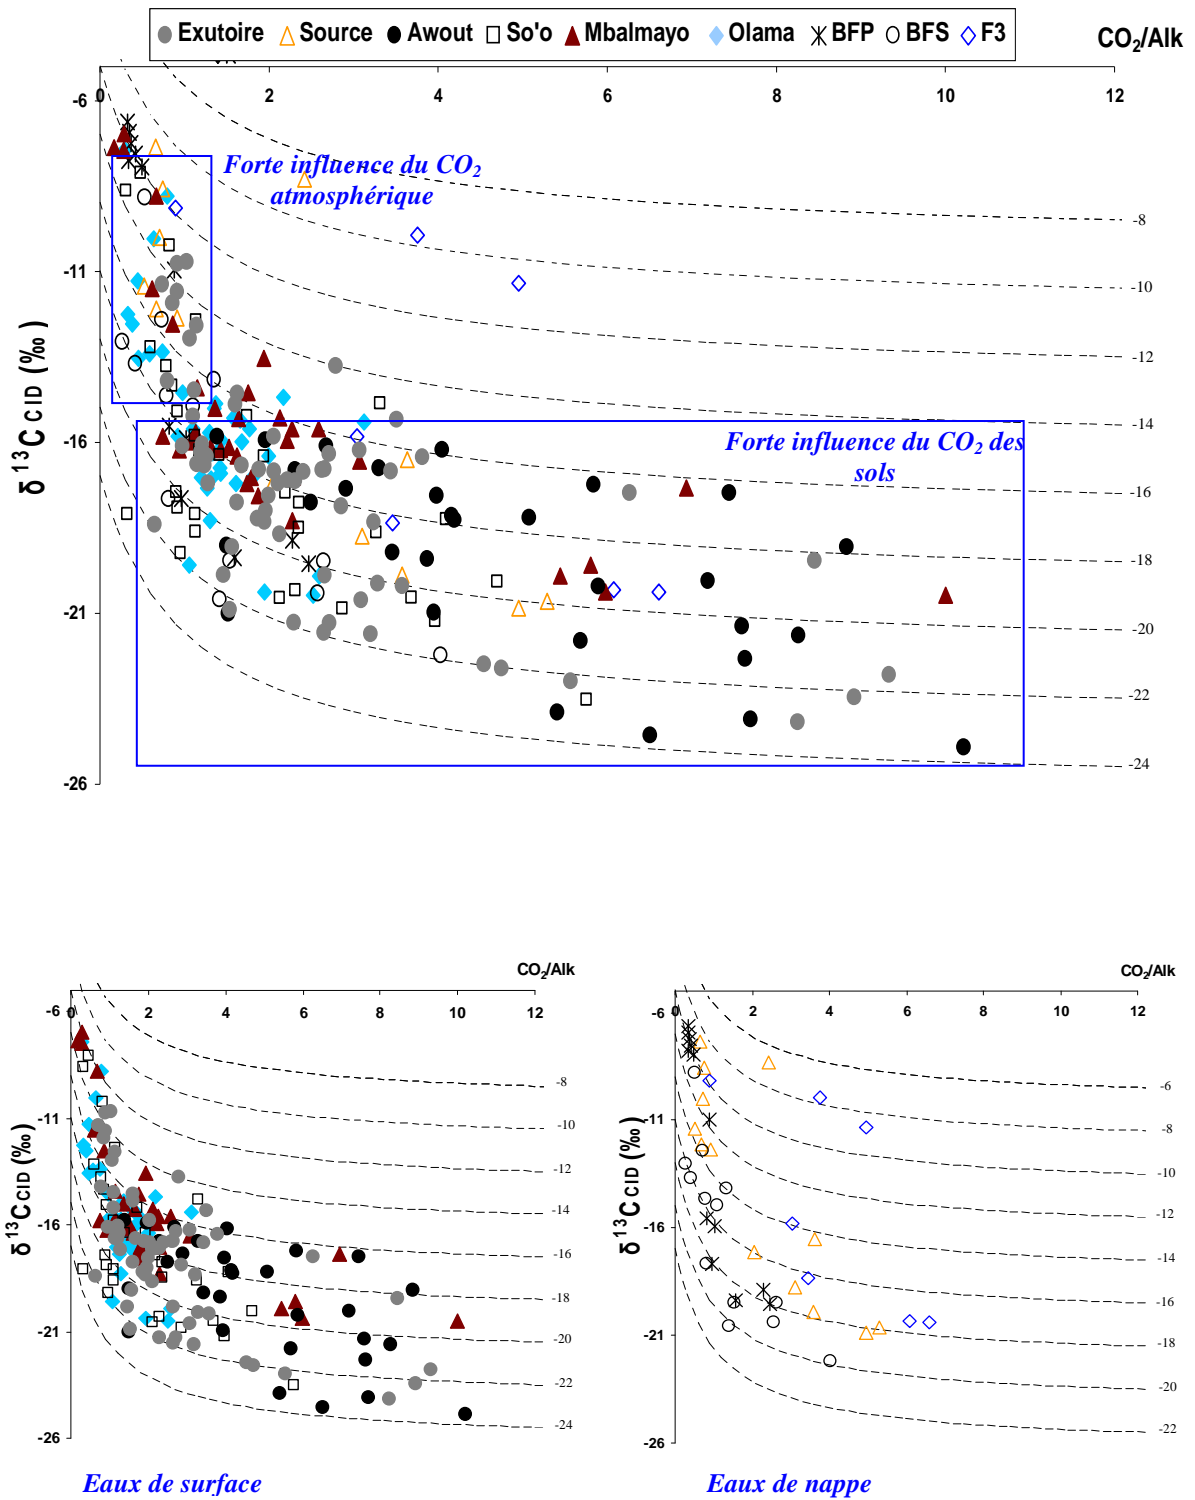 Exutoire Source Awout So'o Mbalmayo Olama BFP BFS F3
CO2/Alk
0 2 4 6 8 10 12
-6
Forte influence du CO2
atmosphérique
-8
-11
-10
-12
δ 13C CID (‰)
-14
-16
Forte influence du CO2 des
sols
-16
-18
-20
-21
-22
-24
-26
CO2/Alk
0 2 4 6 8 10 12
-6
-8
-11
-10
-12
-14
δ 13C CID (‰)
-16
-16
-18
-20
-21
-22
-24
-26
Eaux de surface
CO2/Alk
0 2 4 6 8 10 12
-6
-6
-11
-8
-10
-12
δ 13C CID (‰)
-16
-14
-16
-21
-18
-20
-22
-26
Eaux de nappe